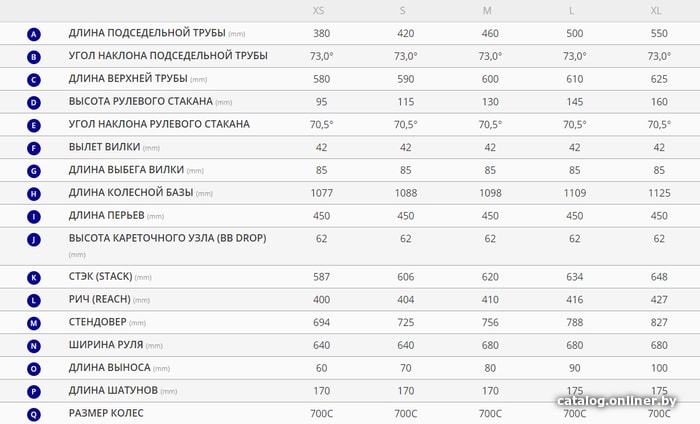 XS S M L XL
A ДЛИНА ПОДСЕДЕЛЬНОЙ ТРУБЫ (mm) 380 420 460 500 550
B УГОЛ НАКЛОНА ПОДСЕДЕЛЬНОЙ ТРУБЫ 73,0° 73,0° 73,0° 73,0° 73,0°
C ДЛИНА ВЕРХНЕЙ ТРУБЫ (mm) 580 590 600 610 625
D ВЫСОТА РУЛЕВОГО СТАКАНА (mm) 95 115 130 145 160
E УГОЛ НАКЛОНА РУЛЕВОГО СТАКАНА 70,5° 70,5° 70,5° 70,5° 70,5°
F ВЫЛЕТ ВИЛКИ (mm) 42 42 42 42 42
G ДЛИНА ВЫБЕГА ВИЛКИ (mm) 85 85 85 85 85
H ДЛИНА КОЛЕСНОЙ БАЗЫ (mm) 1077 1088 1098 1109 1125
I ДЛИНА ПЕРЬЕВ (mm) 450 450 450 450 450
J ВЫСОТА КАРЕТОЧНОГО УЗЛА (BB DROP) 62 62 62 62 62
(mm)
K СТЭК (STACK) (mm) 587 606 620 634 648
L РИЧ (REACH) (mm) 400 404 410 416 427
M СТЕНДОВЕР (mm) 694 725 756 788 827
N ШИРИНА РУЛЯ (mm) 640 640 680 680 680
O ДЛИНА ВЫНОСА (mm) 60 70 80 90 100
P ДЛИНА ШАТУНОВ (mm) 170 170 170 175 175
catalog.onliner.by
Q РАЗМЕР КОЛЕС 700C 700C 700C 700C 700C